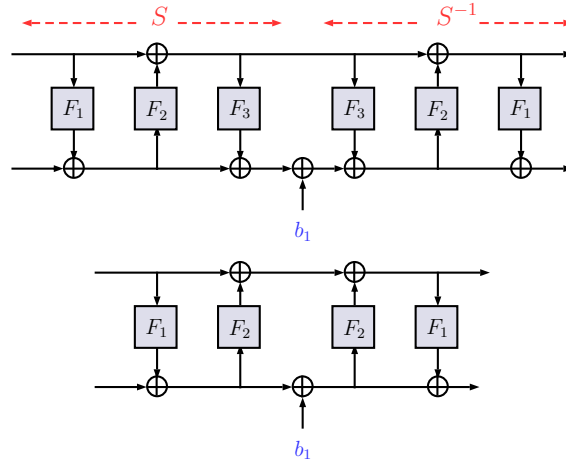 S S⁻¹
F₁ F₂ F₃ F₃ F₂ F₁
b₁
F₁ F₂ F₂ F₁
b₁